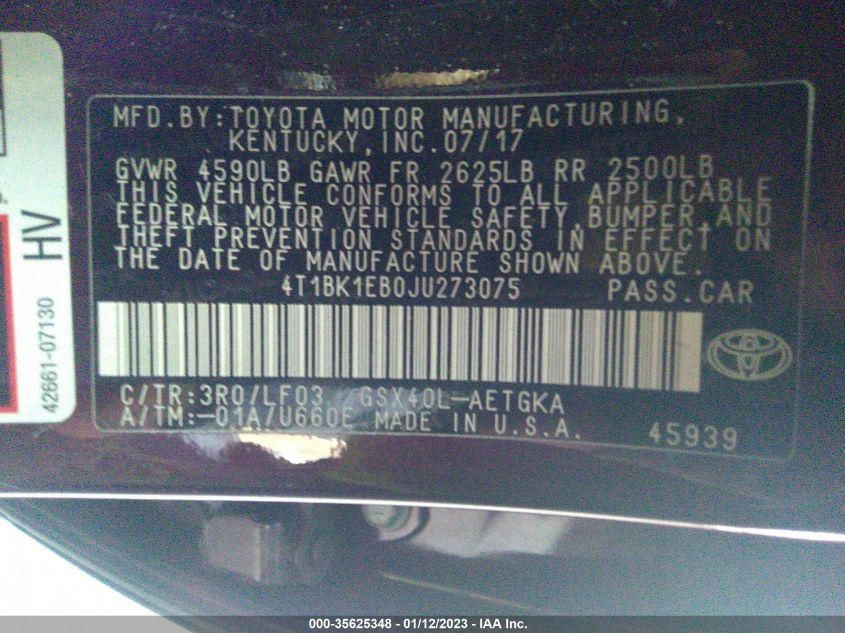 MFD.BY:TOYOTA MOTOR MANUFACTURING,
KENTUCKY,INC.07/17
GVWR 4590LB GAWR FR 2625LB RR 2500LB
THIS VEHICLE CONFORMS TO ALL APPLICABLE
FEDERAL MOTOR VEHICLE SAFETY,BUMPER,AND
THEFT PREVENTION STANDARDS IN EFFECT ON
THE DATE OF MANUFACTURE SHOWN ABOVE.
4T1BK1EB0JU273075 PASS.CAR
C/TR:3R0/LF03 GSX40L-AETGKA
A/TM:-01A/U660E MADE IN U.S.A.
45939
HV
42661-07130
000-35625348 - 01/12/2023 - IAA Inc.